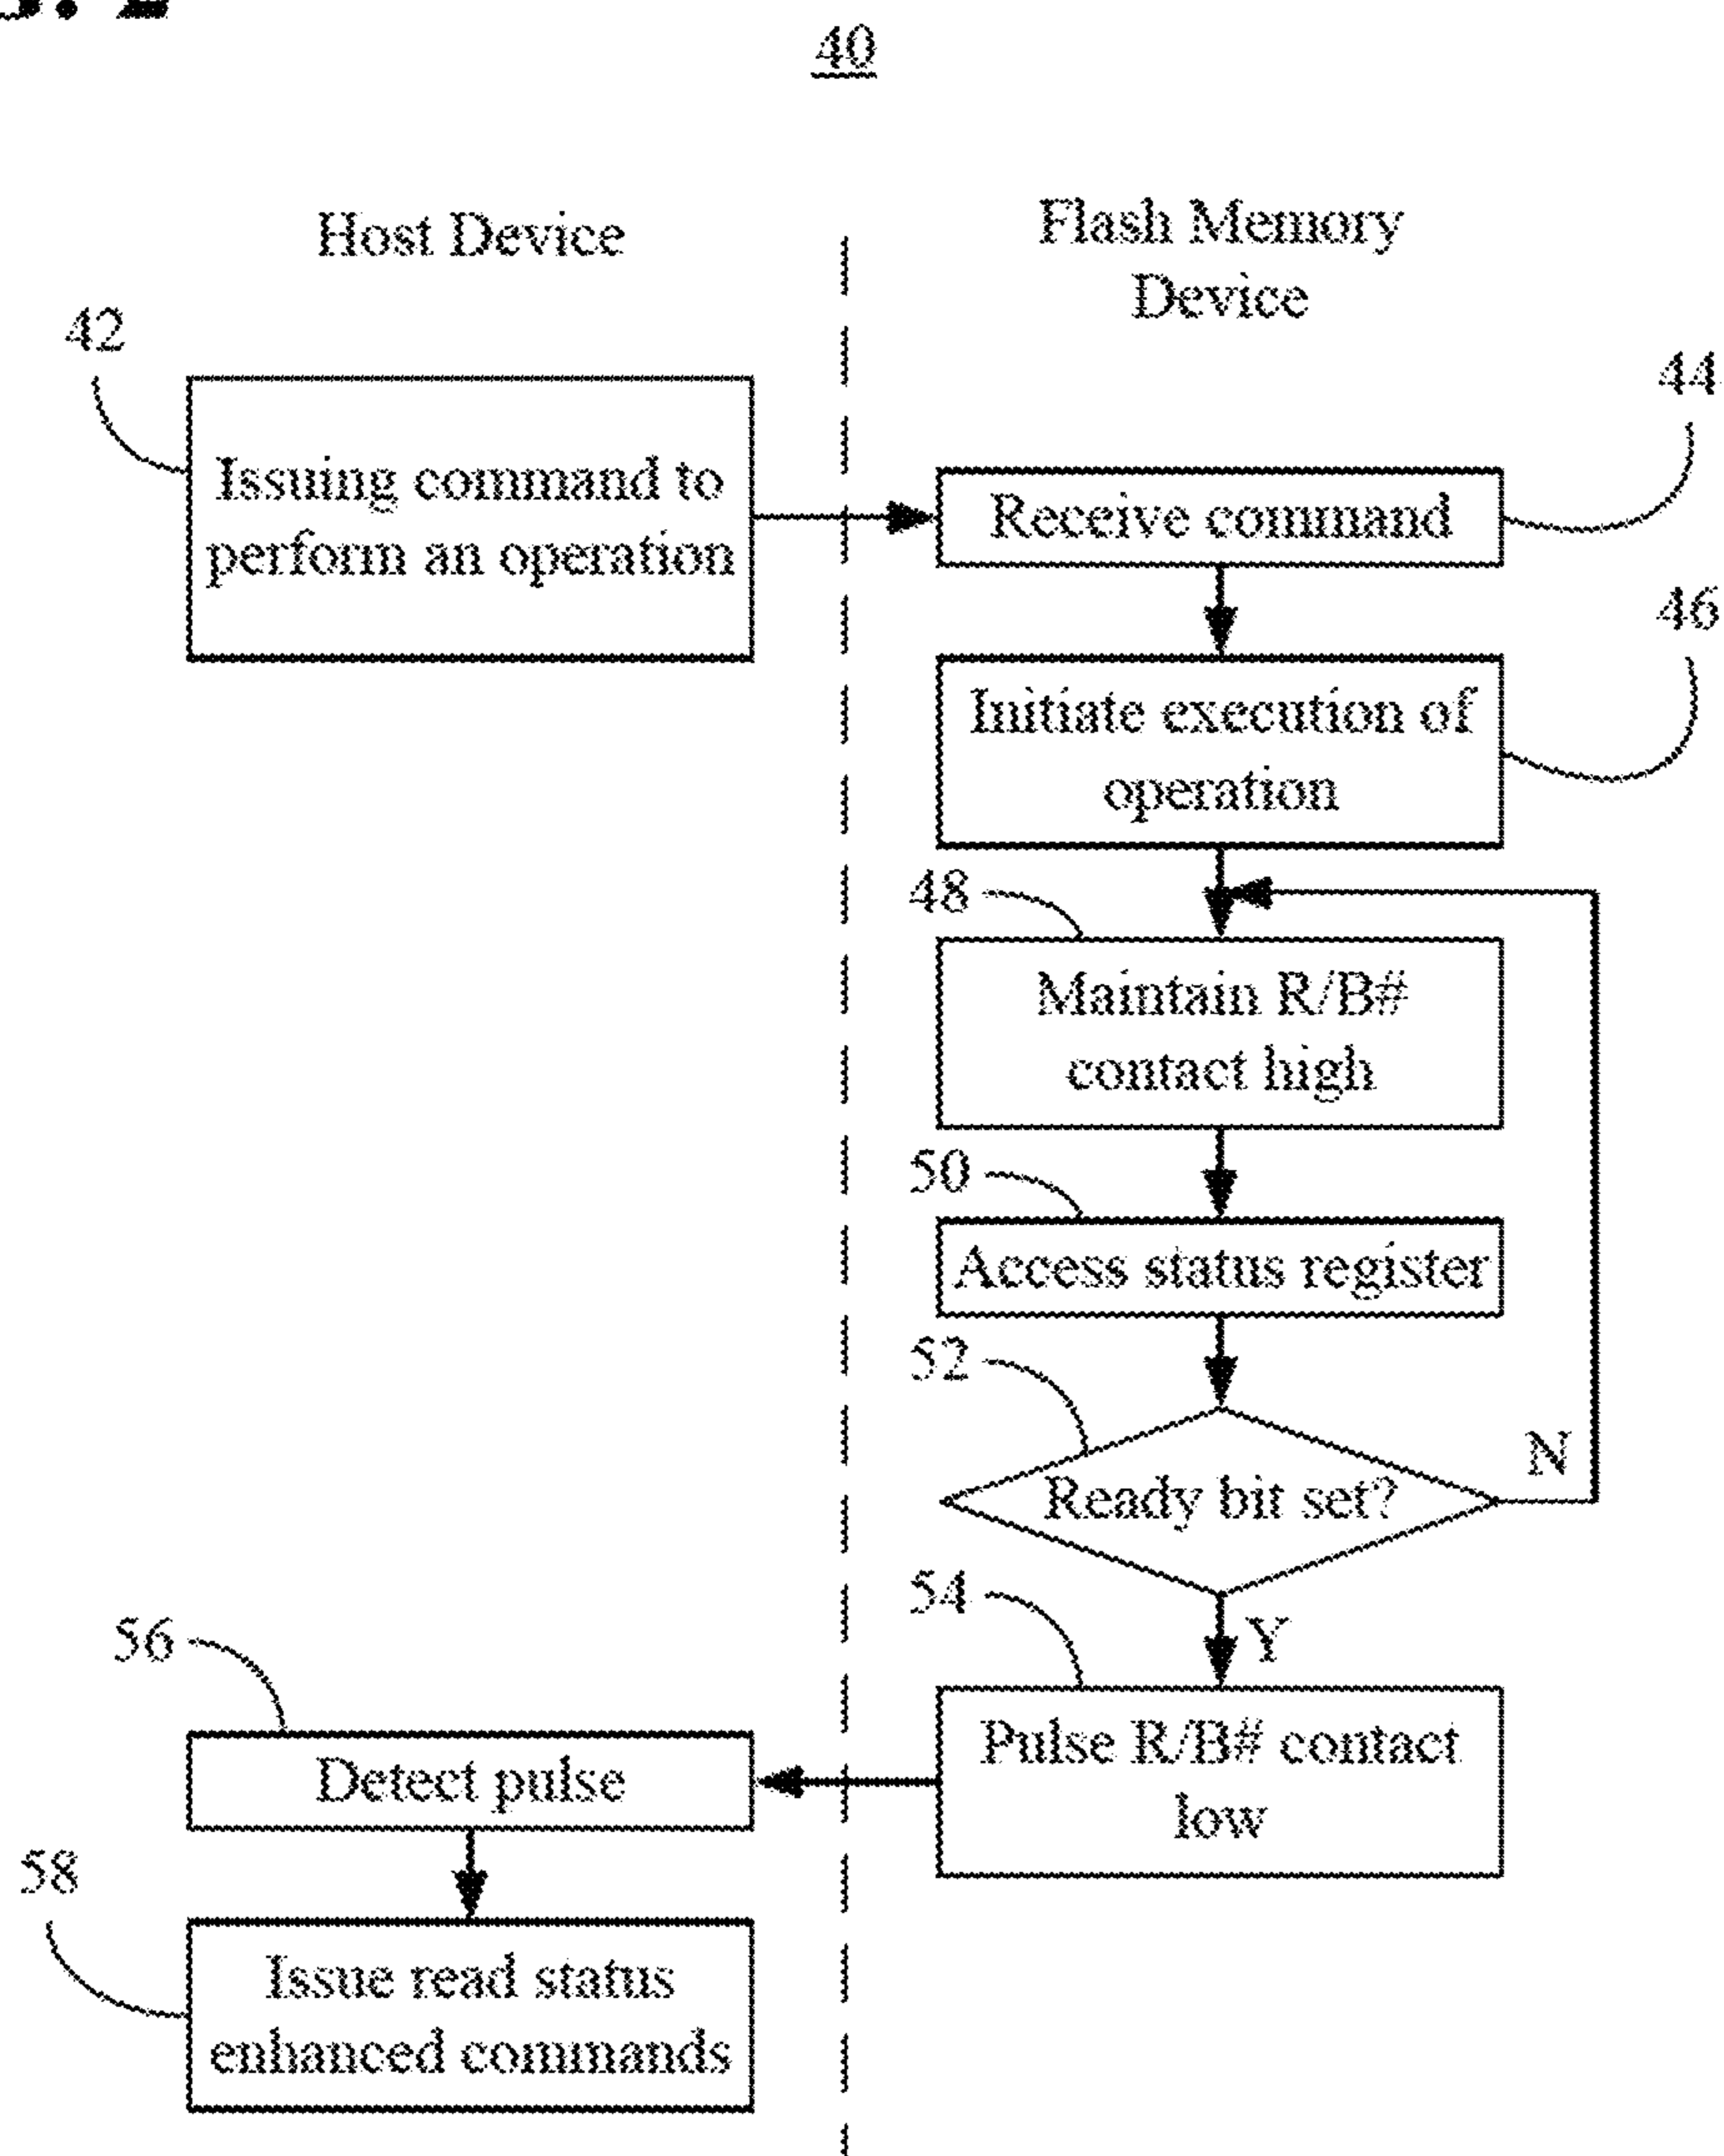 40
Host Device
Flash Memory
Device
42
Issuing command to
perform an operation
44
Receive command
46
Initiate execution of
operation
48
Maintain R/B#
contact high
50
Access status register
52
Ready bit set?
N
Y
54
Pulse R/B# contact
low
56
Detect pulse
58
Issue read status
enhanced commands